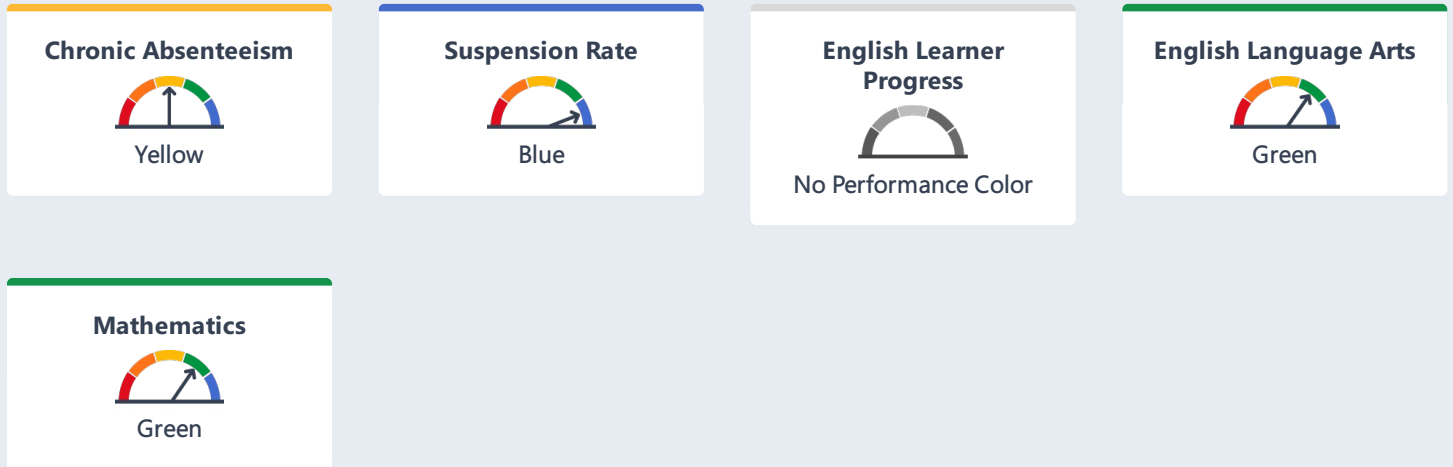 Chronic Absenteeism
Yellow
Suspension Rate
Blue
English Learner
Progress
No Performance Color
English Language Arts
Green
Mathematics
Green